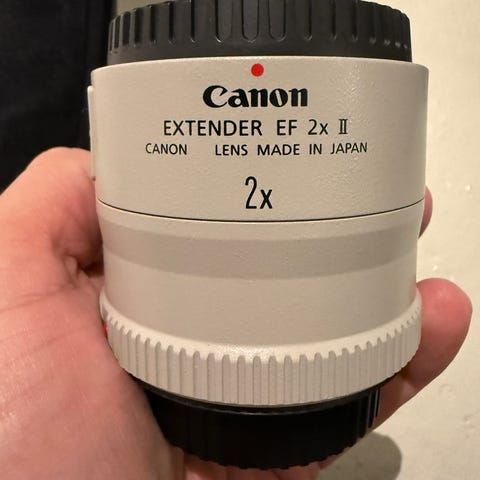 Canon
EXTENDER EF 2x II
CANON LENS MADE IN JAPAN
2x